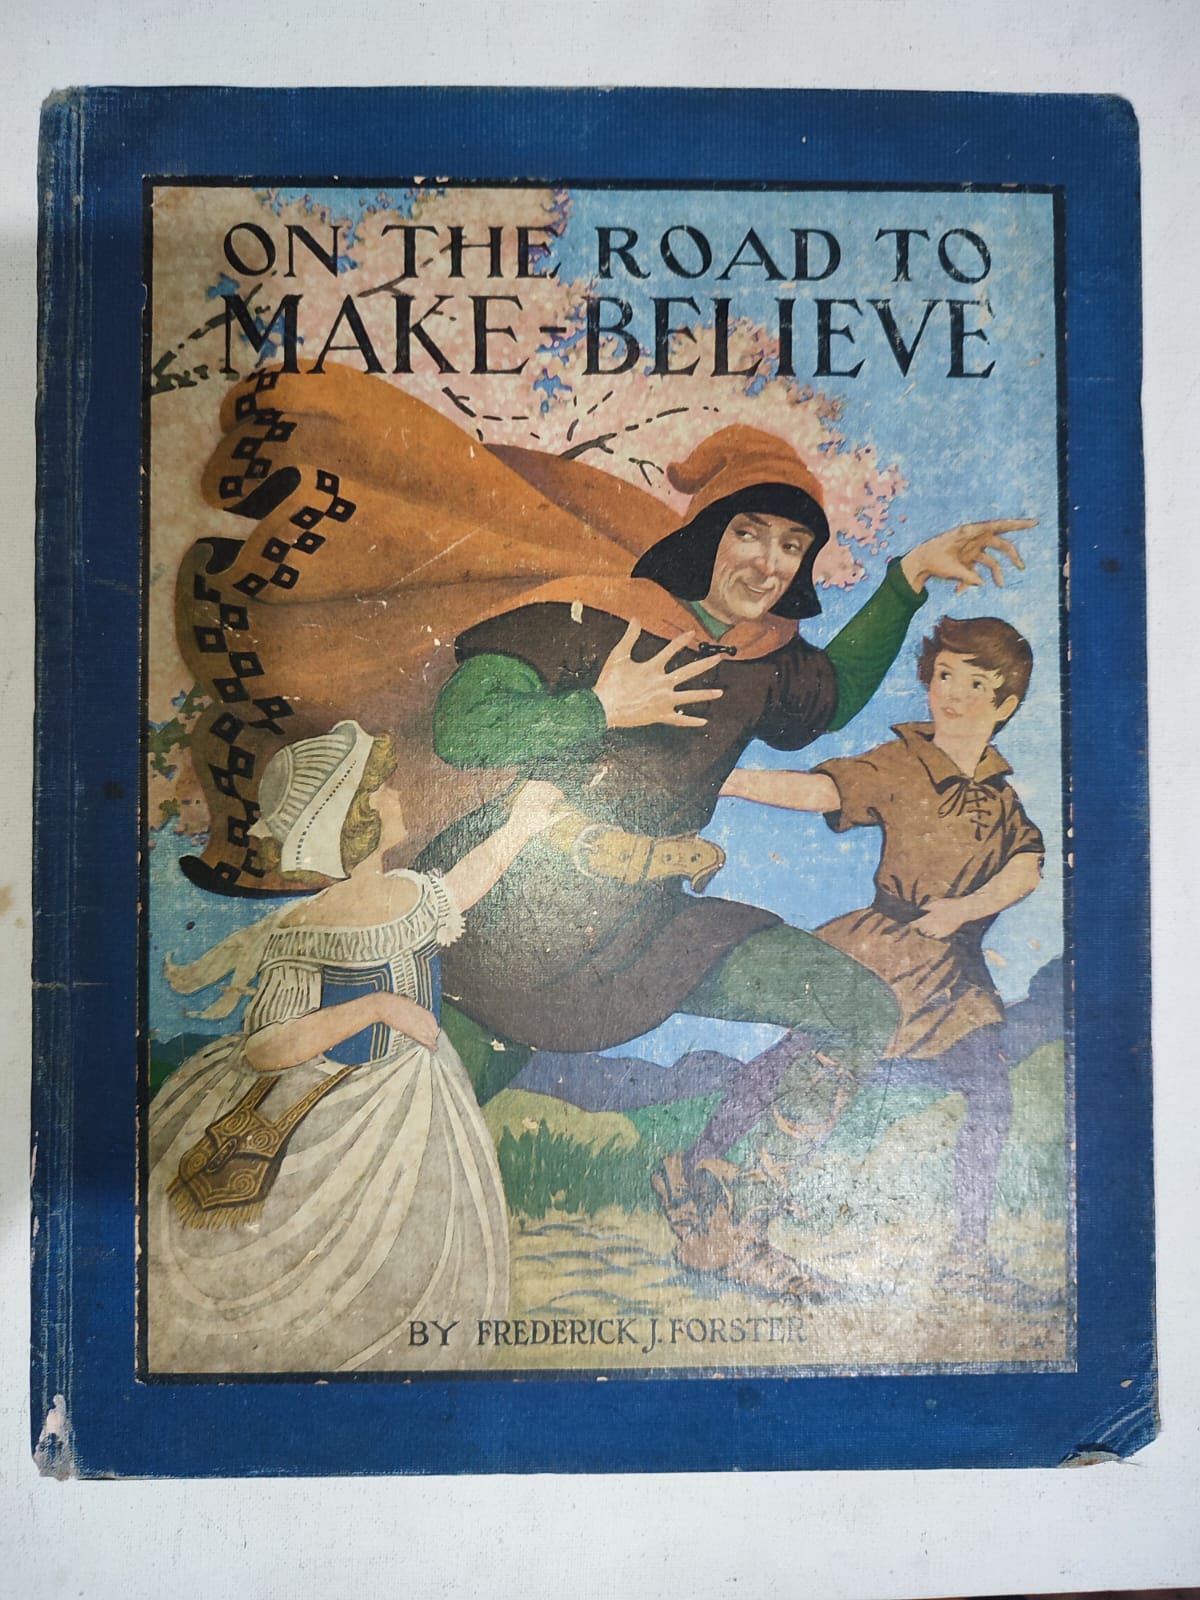 ON THE ROAD TO
MAKE-BELIEVE
BY FREDERICK J. FORSTER